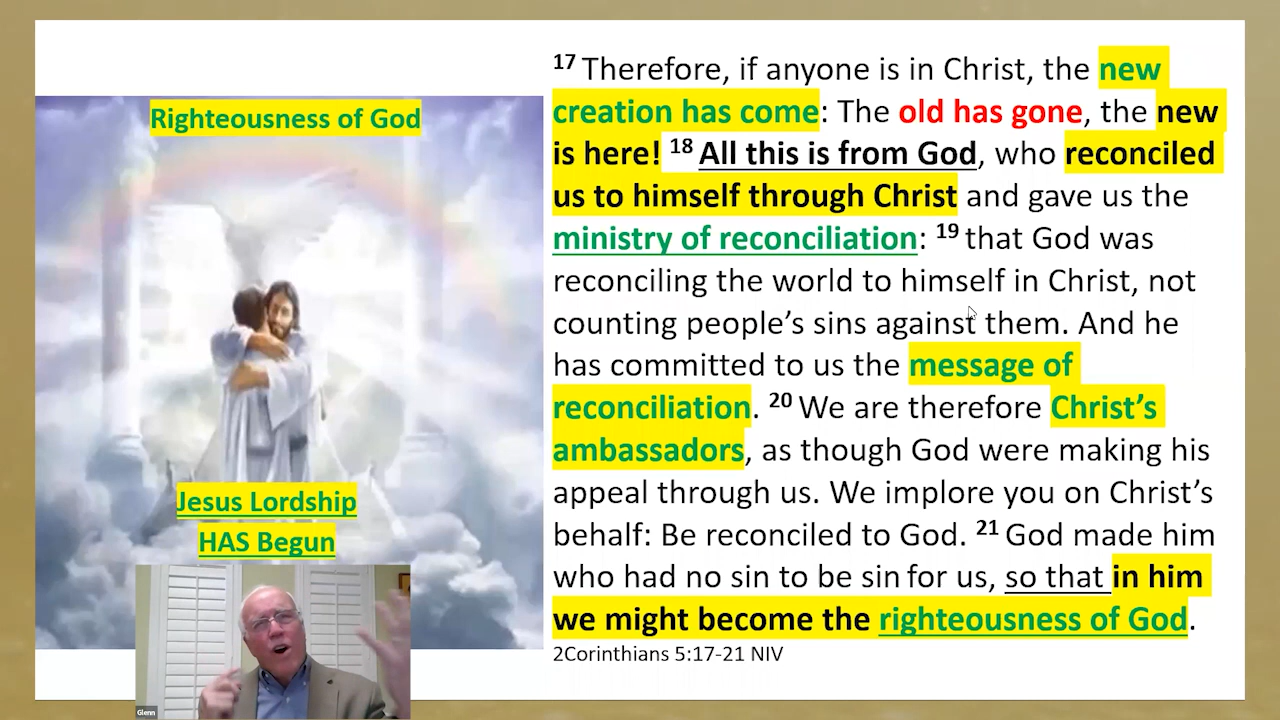 Righteousness of God
Jesus Lordship
HAS Begun
Glenn
17 Therefore, if anyone is in Christ, the new
creation has come: The old has gone, the new
is here! 18 All this is from God, who reconciled
us to himself through Christ and gave us the
ministry of reconciliation: 19 that God was
reconciling the world to himself in Christ, not
counting people’s sins against them. And he
has committed to us the message of
reconciliation. 20 We are therefore Christ’s
ambassadors, as though God were making his
appeal through us. We implore you on Christ’s
behalf: Be reconciled to God. 21 God made him
who had no sin to be sin for us, so that in him
we might become the righteousness of God.
2Corinthians 5:17-21 NIV